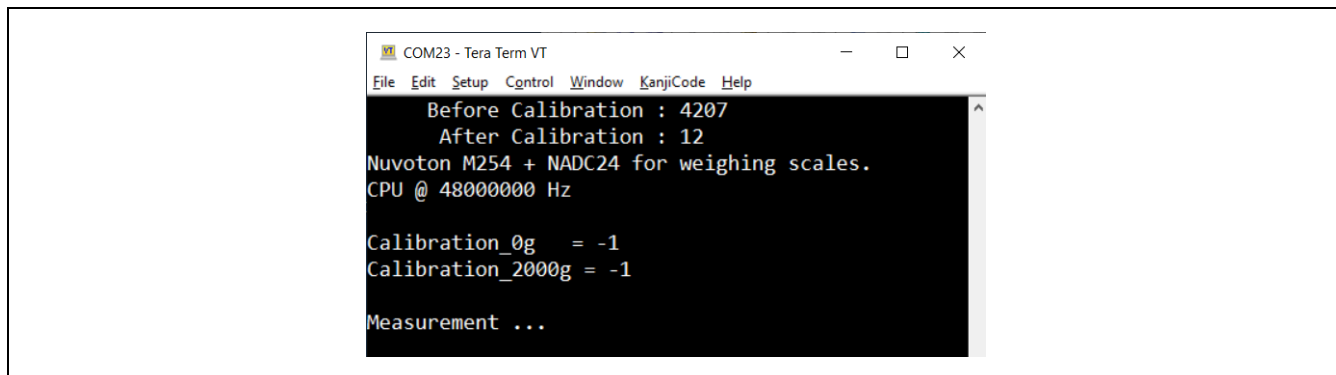 COM23 - Tera Term VT
File Edit Setup Control Window KanjiCode Help
Before Calibration : 4207
After Calibration : 12
Nuvoton M254 + NADC24 for weighing scales.
CPU @ 48000000 Hz
Calibration_0g   = -1
Calibration_2000g = -1
Measurement ...